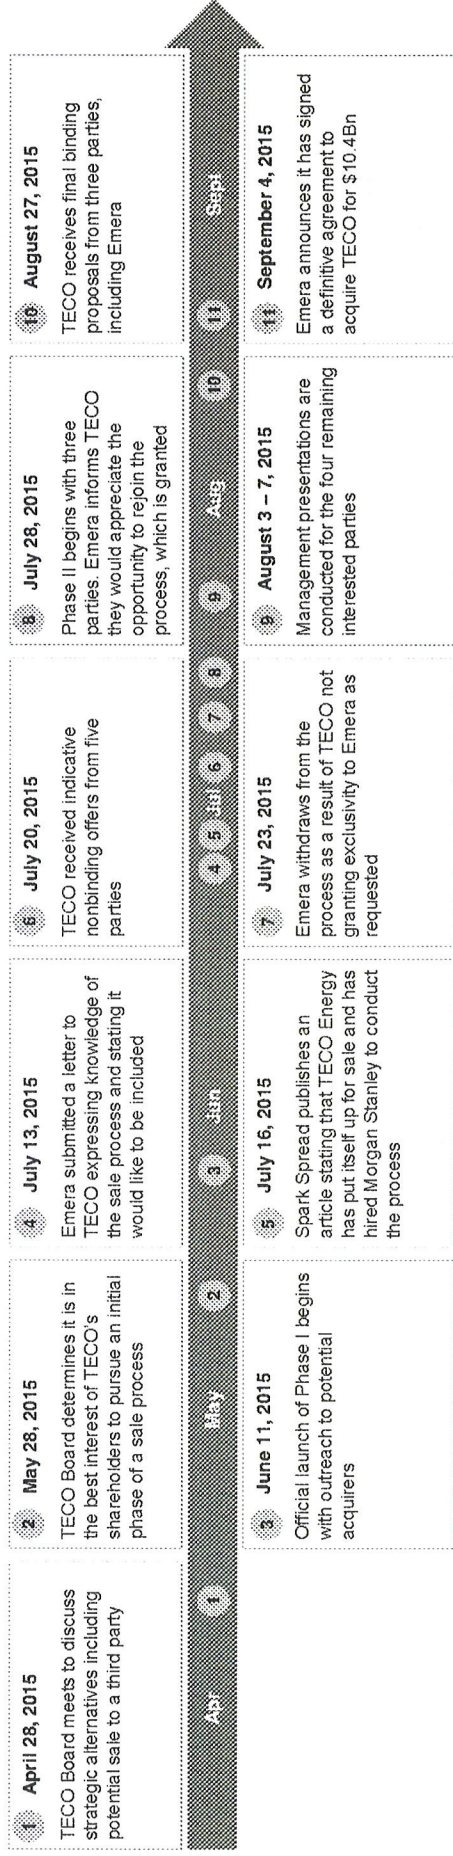 1 April 28, 2015
TECO Board meets to discuss
strategic alternatives including
potential sale to a third party
2 May 28, 2015
TECO Board determines it is in
the best interest of TECO's
shareholders to pursue an initial
phase of a sale process
4 July 13, 2015
Emera submitted a letter to
TECO expressing knowledge of
the sale process and stating it
would like to be included
6 July 20, 2015
TECO received indicative
nonbinding offers from five
parties
8 July 28, 2015
Phase II begins with three
parties. Emera informs TECO
they would appreciate the
opportunity to rejoin the
process, which is granted
10 August 27, 2015
TECO receives final binding
proposals from three parties,
including Emera
Apr 1 May 2 3 Jun 4 5 Jul 6 7 8 9 Aug 10 11 Sept
3 June 11, 2015
Official launch of Phase I begins
with outreach to potential
acquirers
5 July 16, 2015
Spark Spread publishes an
article stating that TECO Energy
has put itself up for sale and has
hired Morgan Stanley to conduct
the process
7 July 23, 2015
Emera withdraws from the
process as a result of TECO not
granting exclusivity to Emera as
requested
9 August 3 – 7, 2015
Management presentations are
conducted for the four remaining
interested parties
11 September 4, 2015
Emera announces it has signed
a definitive agreement to
acquire TECO for $10.4Bn